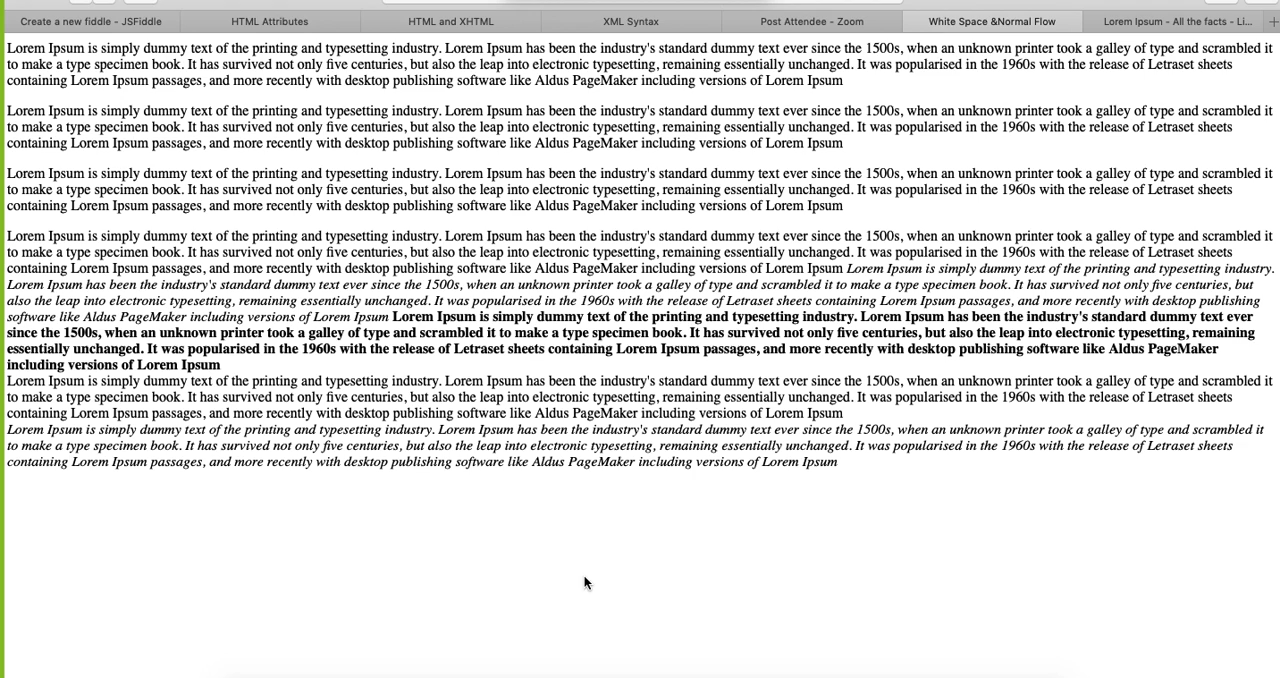 Create a new fiddle - JSFiddle HTML Attributes HTML and XHTML XML Syntax Post Attendee - Zoom White Space &Normal Flow Lorem Ipsum - All the facts - Li...
Lorem Ipsum is simply dummy text of the printing and typesetting industry. Lorem Ipsum has been the industry's standard dummy text ever since the 1500s, when an unknown printer took a galley of type and scrambled it
to make a type specimen book. It has survived not only five centuries, but also the leap into electronic typesetting, remaining essentially unchanged. It was popularised in the 1960s with the release of Letraset sheets
containing Lorem Ipsum passages, and more recently with desktop publishing software like Aldus PageMaker including versions of Lorem Ipsum
Lorem Ipsum is simply dummy text of the printing and typesetting industry. Lorem Ipsum has been the industry's standard dummy text ever since the 1500s, when an unknown printer took a galley of type and scrambled it
to make a type specimen book. It has survived not only five centuries, but also the leap into electronic typesetting, remaining essentially unchanged. It was popularised in the 1960s with the release of Letraset sheets
containing Lorem Ipsum passages, and more recently with desktop publishing software like Aldus PageMaker including versions of Lorem Ipsum
Lorem Ipsum is simply dummy text of the printing and typesetting industry. Lorem Ipsum has been the industry's standard dummy text ever since the 1500s, when an unknown printer took a galley of type and scrambled it
to make a type specimen book. It has survived not only five centuries, but also the leap into electronic typesetting, remaining essentially unchanged. It was popularised in the 1960s with the release of Letraset sheets
containing Lorem Ipsum passages, and more recently with desktop publishing software like Aldus PageMaker including versions of Lorem Ipsum
Lorem Ipsum is simply dummy text of the printing and typesetting industry. Lorem Ipsum has been the industry's standard dummy text ever since the 1500s, when an unknown printer took a galley of type and scrambled it
to make a type specimen book. It has survived not only five centuries, but also the leap into electronic typesetting, remaining essentially unchanged. It was popularised in the 1960s with the release of Letraset sheets
containing Lorem Ipsum passages, and more recently with desktop publishing software like Aldus PageMaker including versions of Lorem Ipsum Lorem Ipsum is simply dummy text of the printing and typesetting industry.
Lorem Ipsum has been the industry's standard dummy text ever since the 1500s, when an unknown printer took a galley of type and scrambled it to make a type specimen book. It has survived not only five centuries, but
also the leap into electronic typesetting, remaining essentially unchanged. It was popularised in the 1960s with the release of Letraset sheets containing Lorem Ipsum passages, and more recently with desktop publishing
software like Aldus PageMaker including versions of Lorem Ipsum Lorem Ipsum is simply dummy text of the printing and typesetting industry. Lorem Ipsum has been the industry's standard dummy text ever
since the 1500s, when an unknown printer took a galley of type and scrambled it to make a type specimen book. It has survived not only five centuries, but also the leap into electronic typesetting, remaining
essentially unchanged. It was popularised in the 1960s with the release of Letraset sheets containing Lorem Ipsum passages, and more recently with desktop publishing software like Aldus PageMaker
including versions of Lorem Ipsum
Lorem Ipsum is simply dummy text of the printing and typesetting industry. Lorem Ipsum has been the industry's standard dummy text ever since the 1500s, when an unknown printer took a galley of type and scrambled it
to make a type specimen book. It has survived not only five centuries, but also the leap into electronic typesetting, remaining essentially unchanged. It was popularised in the 1960s with the release of Letraset sheets
containing Lorem Ipsum passages, and more recently with desktop publishing software like Aldus PageMaker including versions of Lorem Ipsum
Lorem Ipsum is simply dummy text of the printing and typesetting industry. Lorem Ipsum has been the industry's standard dummy text ever since the 1500s, when an unknown printer took a galley of type and scrambled it
to make a type specimen book. It has survived not only five centuries, but also the leap into electronic typesetting, remaining essentially unchanged. It was popularised in the 1960s with the release of Letraset sheets
containing Lorem Ipsum passages, and more recently with desktop publishing software like Aldus PageMaker including versions of Lorem Ipsum